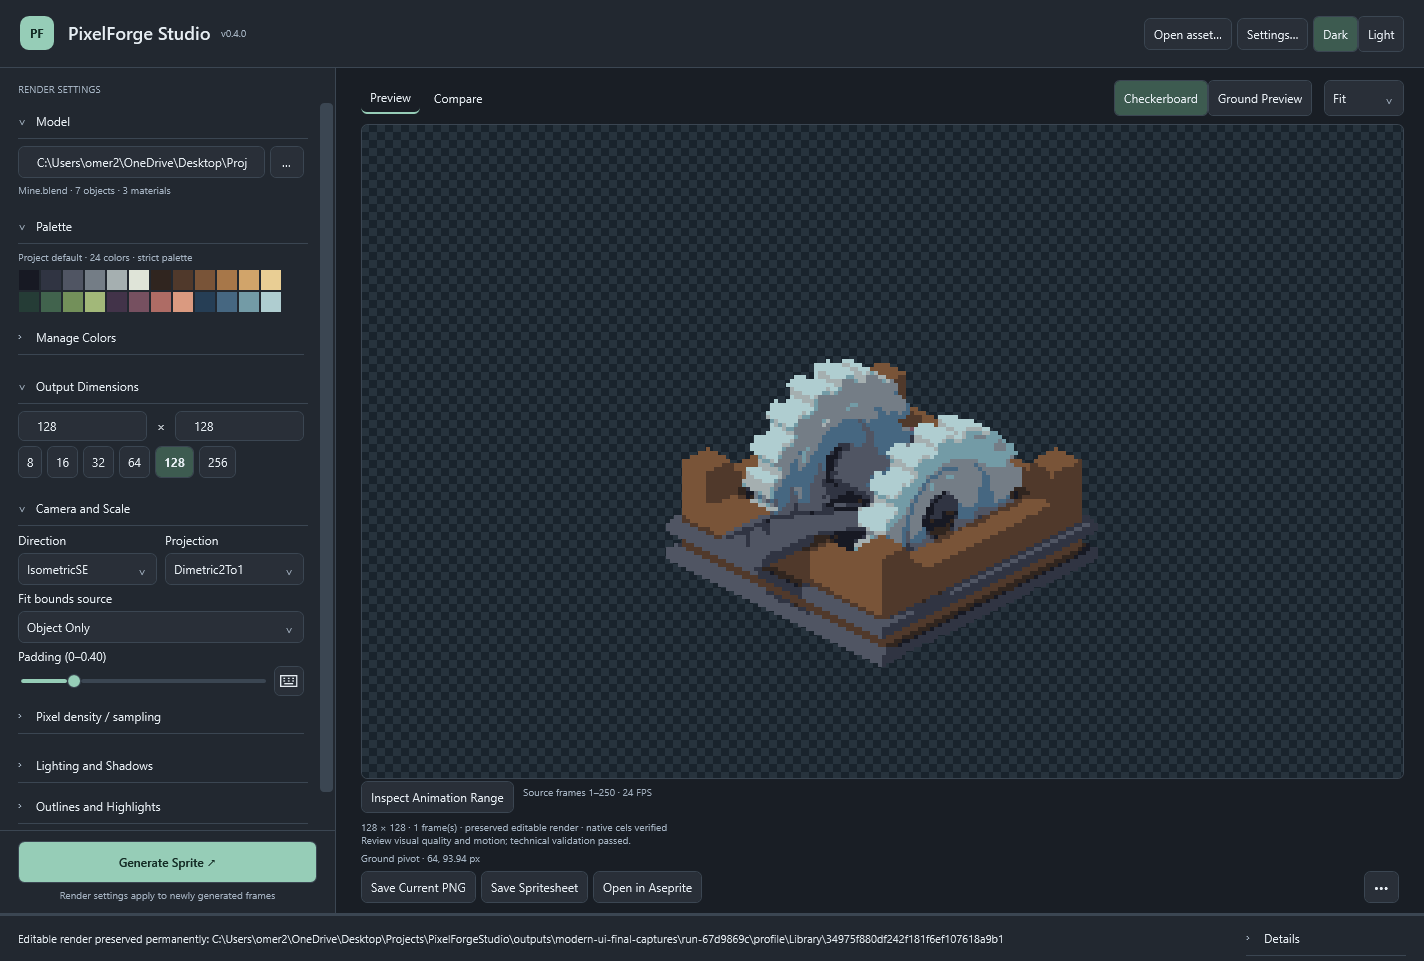 PF PixelForge Studio v0.4.0 Open asset... Settings... Dark Light
RENDER SETTINGS
Model
C:\Users\omer2\OneDrive\Desktop\Proj ...
Mine.blend · 7 objects · 3 materials
Palette
Project default · 24 colors · strict palette
Manage Colors
Output Dimensions
128 × 128
8 16 32 64 128 256
Camera and Scale
Direction Projection
IsometricSE Dimetric2To1
Fit bounds source
Object Only
Padding (0–0.40)
Pixel density / sampling
Lighting and Shadows
Outlines and Highlights
Generate Sprite ↗
Render settings apply to newly generated frames
Preview Compare Checkerboard Ground Preview Fit
Inspect Animation Range Source frames 1–250 · 24 FPS
128 × 128 · 1 frame(s) · preserved editable render · native cels verified
Review visual quality and motion; technical validation passed.
Ground pivot · 64, 93.94 px
Save Current PNG Save Spritesheet Open in Aseprite •••
Editable render preserved permanently: C:\Users\omer2\OneDrive\Desktop\Projects\PixelForgeStudio\outputs\modern-ui-final-captures\run-67d9869c\profile\Library\34975f880df242f181f6ef107618a9b1 Details